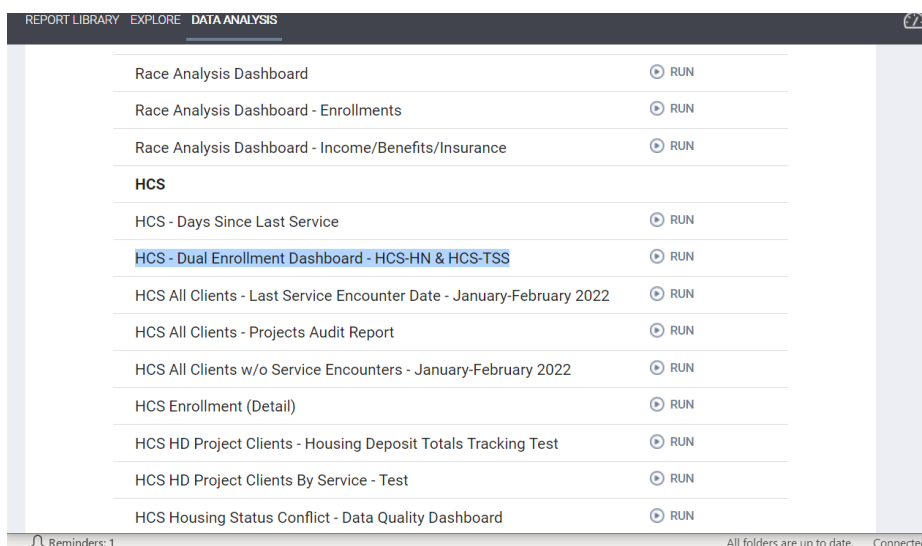 REPORT LIBRARY EXPLORE DATA ANALYSIS
Race Analysis Dashboard RUN
Race Analysis Dashboard - Enrollments RUN
Race Analysis Dashboard - Income/Benefits/Insurance RUN
HCS
HCS - Days Since Last Service RUN
HCS - Dual Enrollment Dashboard - HCS-HN & HCS-TSS RUN
HCS All Clients - Last Service Encounter Date - January-February 2022 RUN
HCS All Clients - Projects Audit Report RUN
HCS All Clients w/o Service Encounters - January-February 2022 RUN
HCS Enrollment (Detail) RUN
HCS HD Project Clients - Housing Deposit Totals Tracking Test RUN
HCS HD Project Clients By Service - Test RUN
HCS Housing Status Conflict - Data Quality Dashboard RUN
Reminders: 1 All folders are up to date. Connected